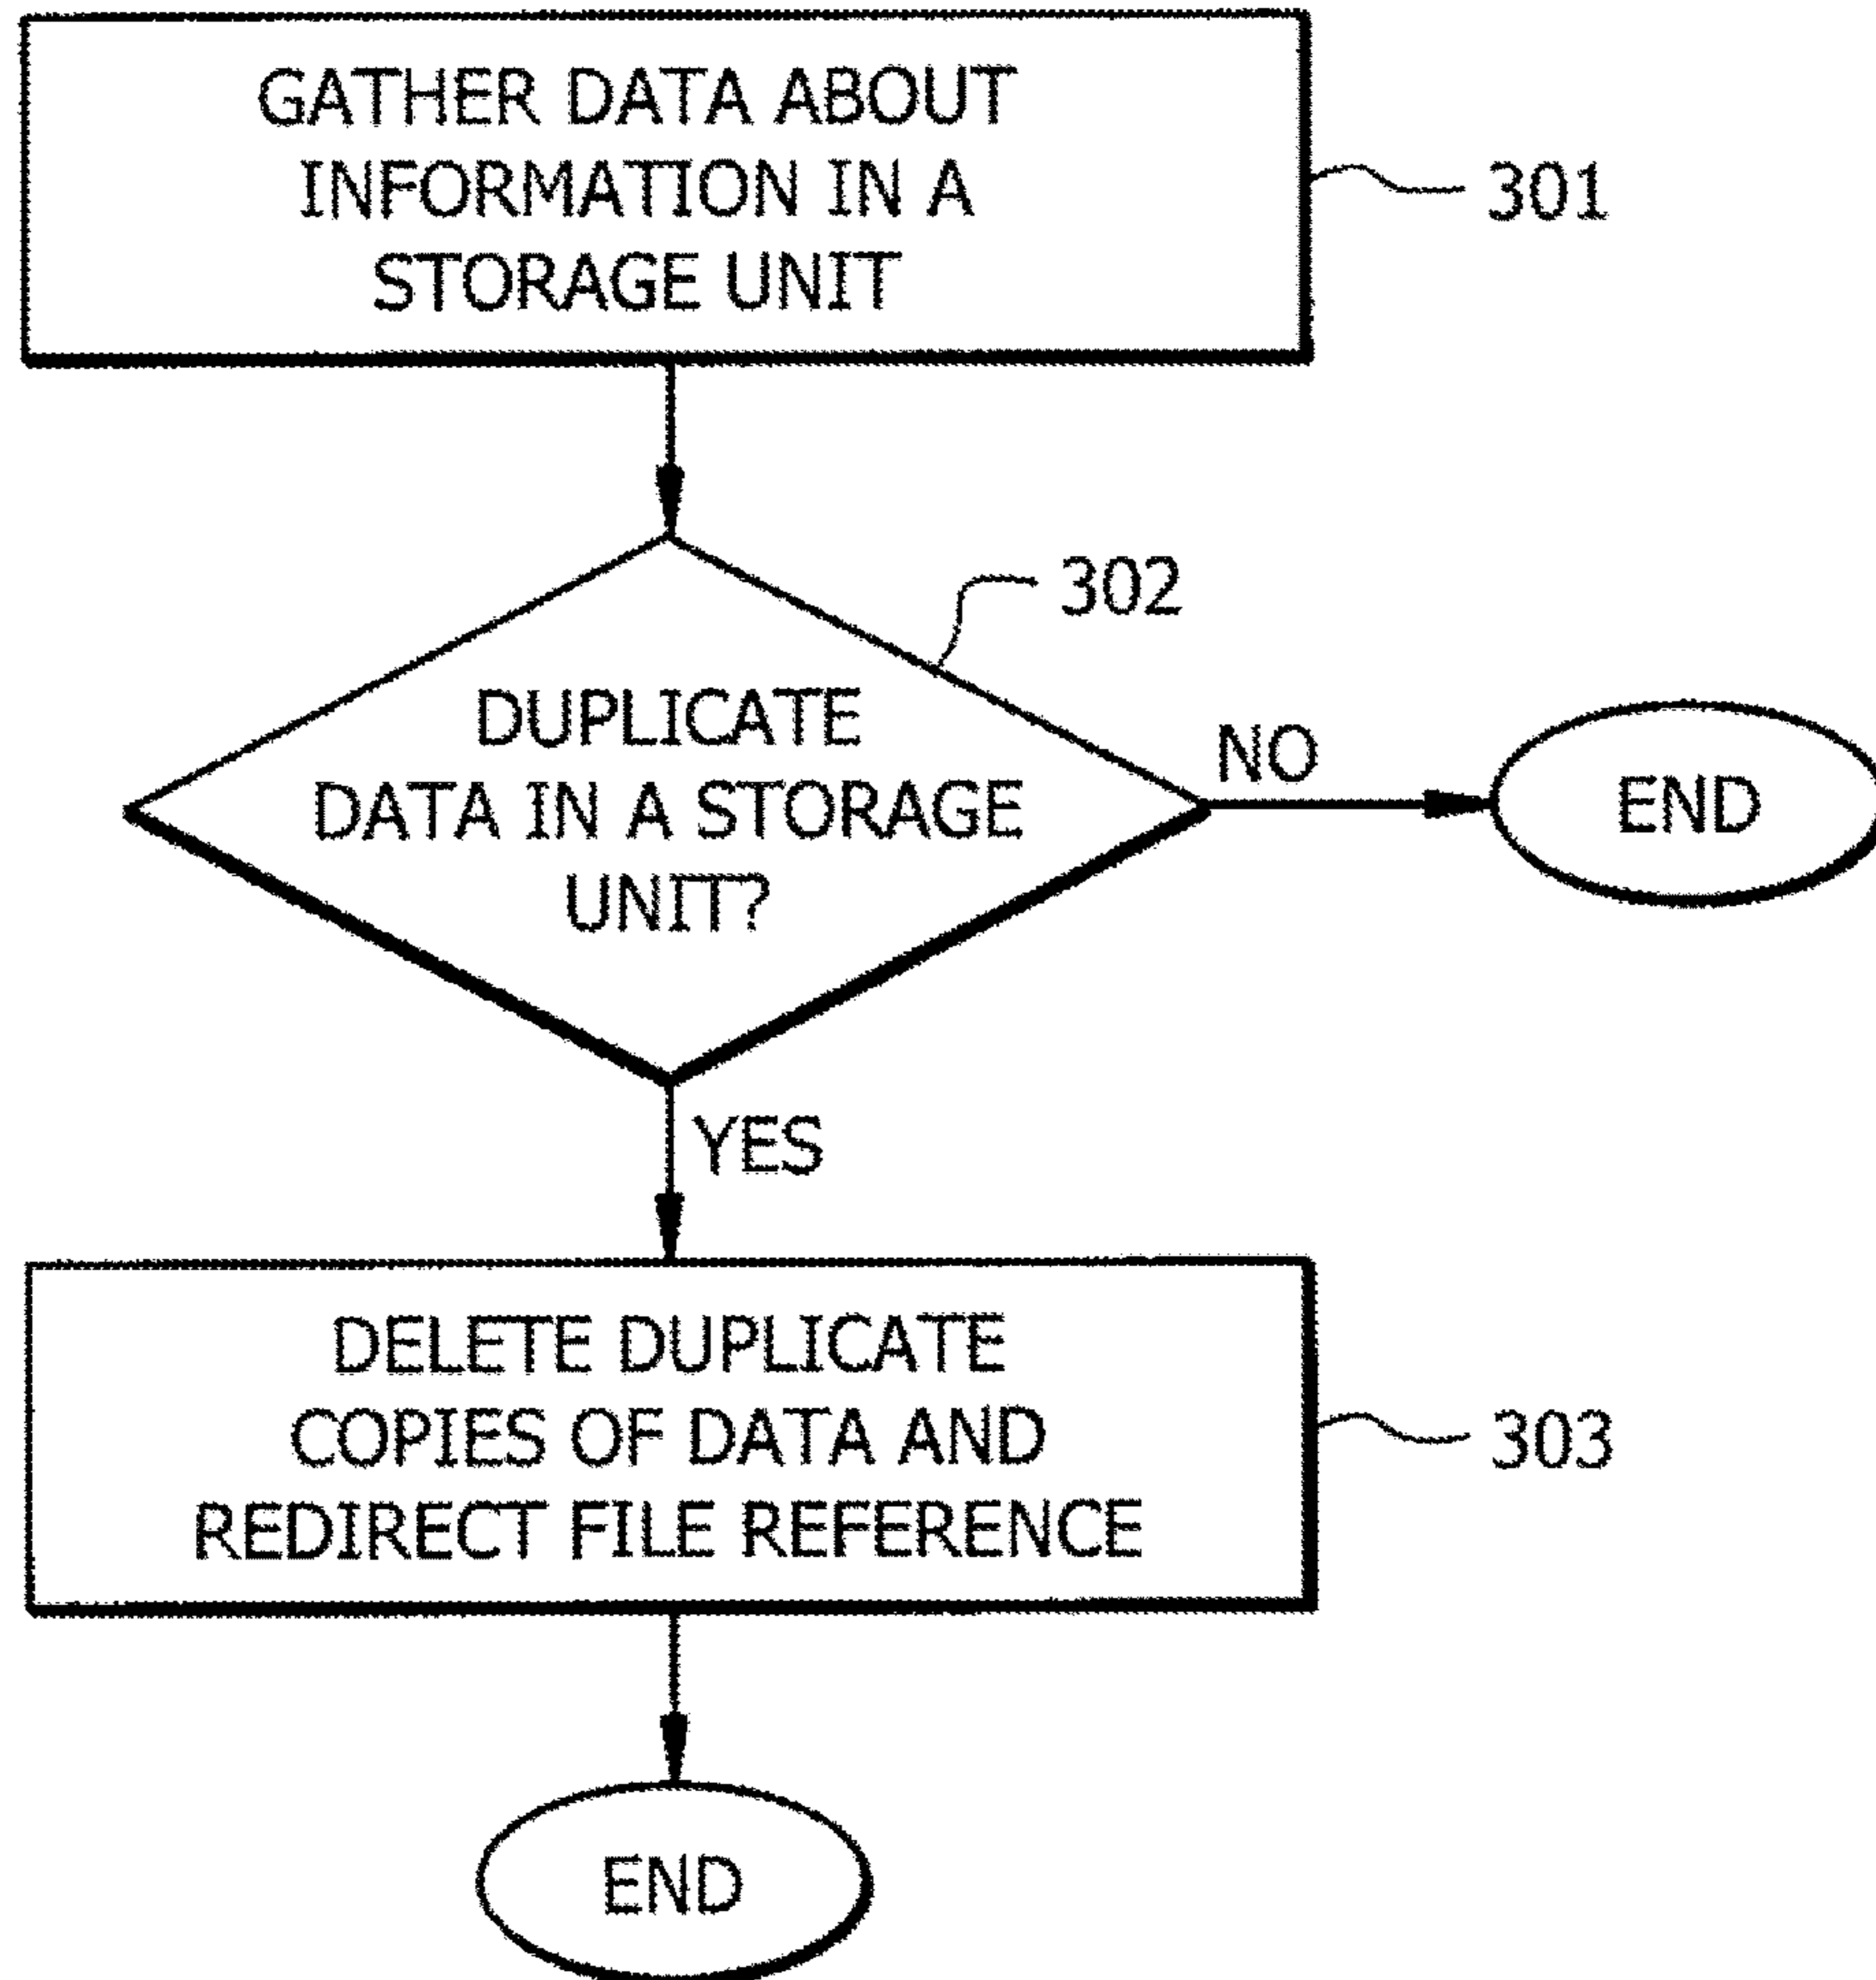 GATHER DATA ABOUT
INFORMATION IN A
STORAGE UNIT
301
302
DUPLICATE
DATA IN A STORAGE
UNIT?
NO
END
YES
DELETE DUPLICATE
COPIES OF DATA AND
REDIRECT FILE REFERENCE
303
END